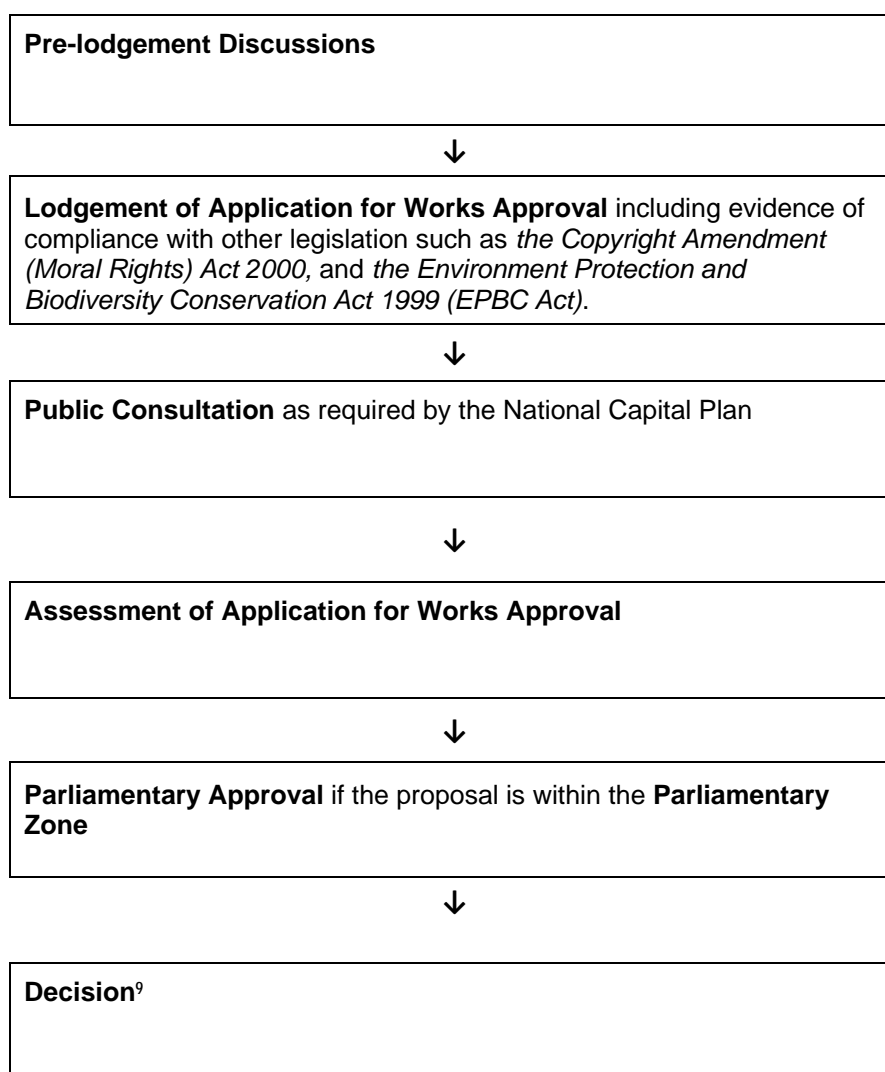 Pre-lodgement Discussions
↓
Lodgement of Application for Works Approval including evidence of
compliance with other legislation such as the Copyright Amendment
(Moral Rights) Act 2000, and the Environment Protection and
Biodiversity Conservation Act 1999 (EPBC Act).
↓
Public Consultation as required by the National Capital Plan
↓
Assessment of Application for Works Approval
↓
Parliamentary Approval if the proposal is within the Parliamentary
Zone
↓
Decision⁹